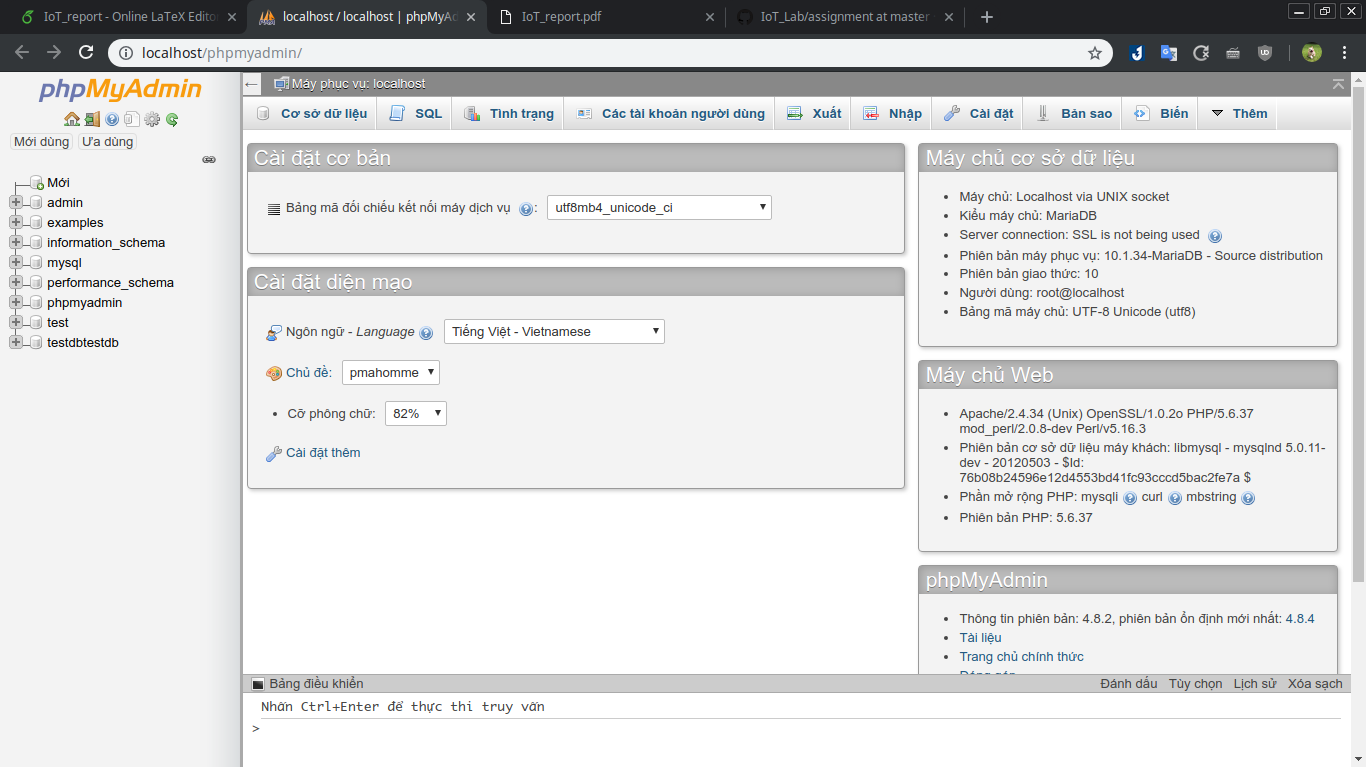 IoT_report - Online LaTeX Editor
localhost / localhost | phpMyAd
IoT_report.pdf
IoT_Lab/assignment at master
localhost/phpmyadmin/
phpMyAdmin
Mới dùng
Ưa dùng
Mới
admin
examples
information_schema
mysql
performance_schema
phpmyadmin
test
testdbtestdb
Máy phục vụ: localhost
Cơ sở dữ liệu
SQL
Tình trạng
Các tài khoản người dùng
Xuất
Nhập
Cài đặt
Bản sao
Biến
Thêm
Cài đặt cơ bản
Bảng mã đối chiếu kết nối máy dịch vụ :
utf8mb4_unicode_ci
Cài đặt diện mạo
Ngôn ngữ - Language
Tiếng Việt - Vietnamese
Chủ đề:
pmahomme
Cỡ phông chữ:
82%
Cài đặt thêm
Máy chủ cơ sở dữ liệu
Máy chủ: Localhost via UNIX socket
Kiểu máy chủ: MariaDB
Server connection: SSL is not being used
Phiên bản máy phục vụ: 10.1.34-MariaDB - Source distribution
Phiên bản giao thức: 10
Người dùng: root@localhost
Bảng mã máy chủ: UTF-8 Unicode (utf8)
Máy chủ Web
Apache/2.4.34 (Unix) OpenSSL/1.0.2o PHP/5.6.37
mod_perl/2.0.8-dev Perl/v5.16.3
Phiên bản cơ sở dữ liệu máy khách: libmysql - mysqlnd 5.0.11-
dev - 20120503 - $Id:
76b08b24596e12d4553bd41fc93cccd5bac2fe7a $
Phần mở rộng PHP: mysqli curl mbstring
Phiên bản PHP: 5.6.37
phpMyAdmin
Thông tin phiên bản: 4.8.2, phiên bản ổn định mới nhất: 4.8.4
Tài liệu
Trang chủ chính thức
Bảng điều khiển
Đánh dấu
Tùy chọn
Lịch sử
Xóa sạch
Nhấn Ctrl+Enter để thực thi truy vấn
>